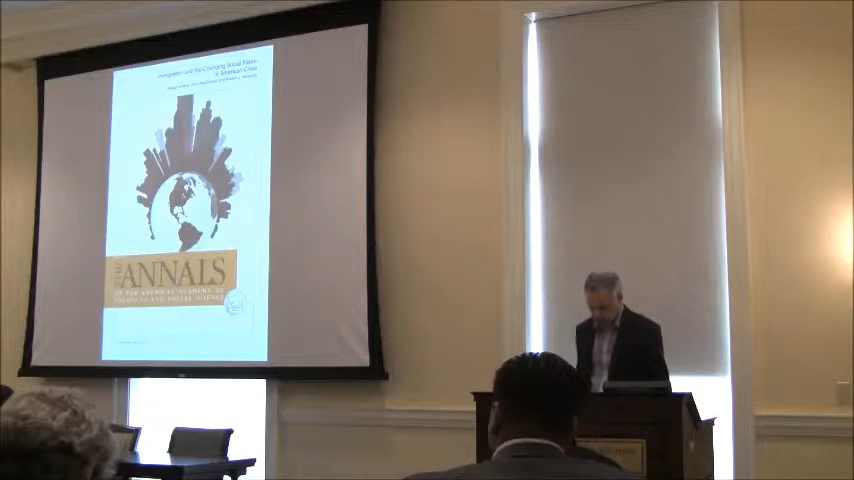 Immigration and the Changing Social Fabric
of American Cities
THE
ANNALS
OF THE AMERICAN ACADEMY OF
POLITICAL AND SOCIAL SCIENCE